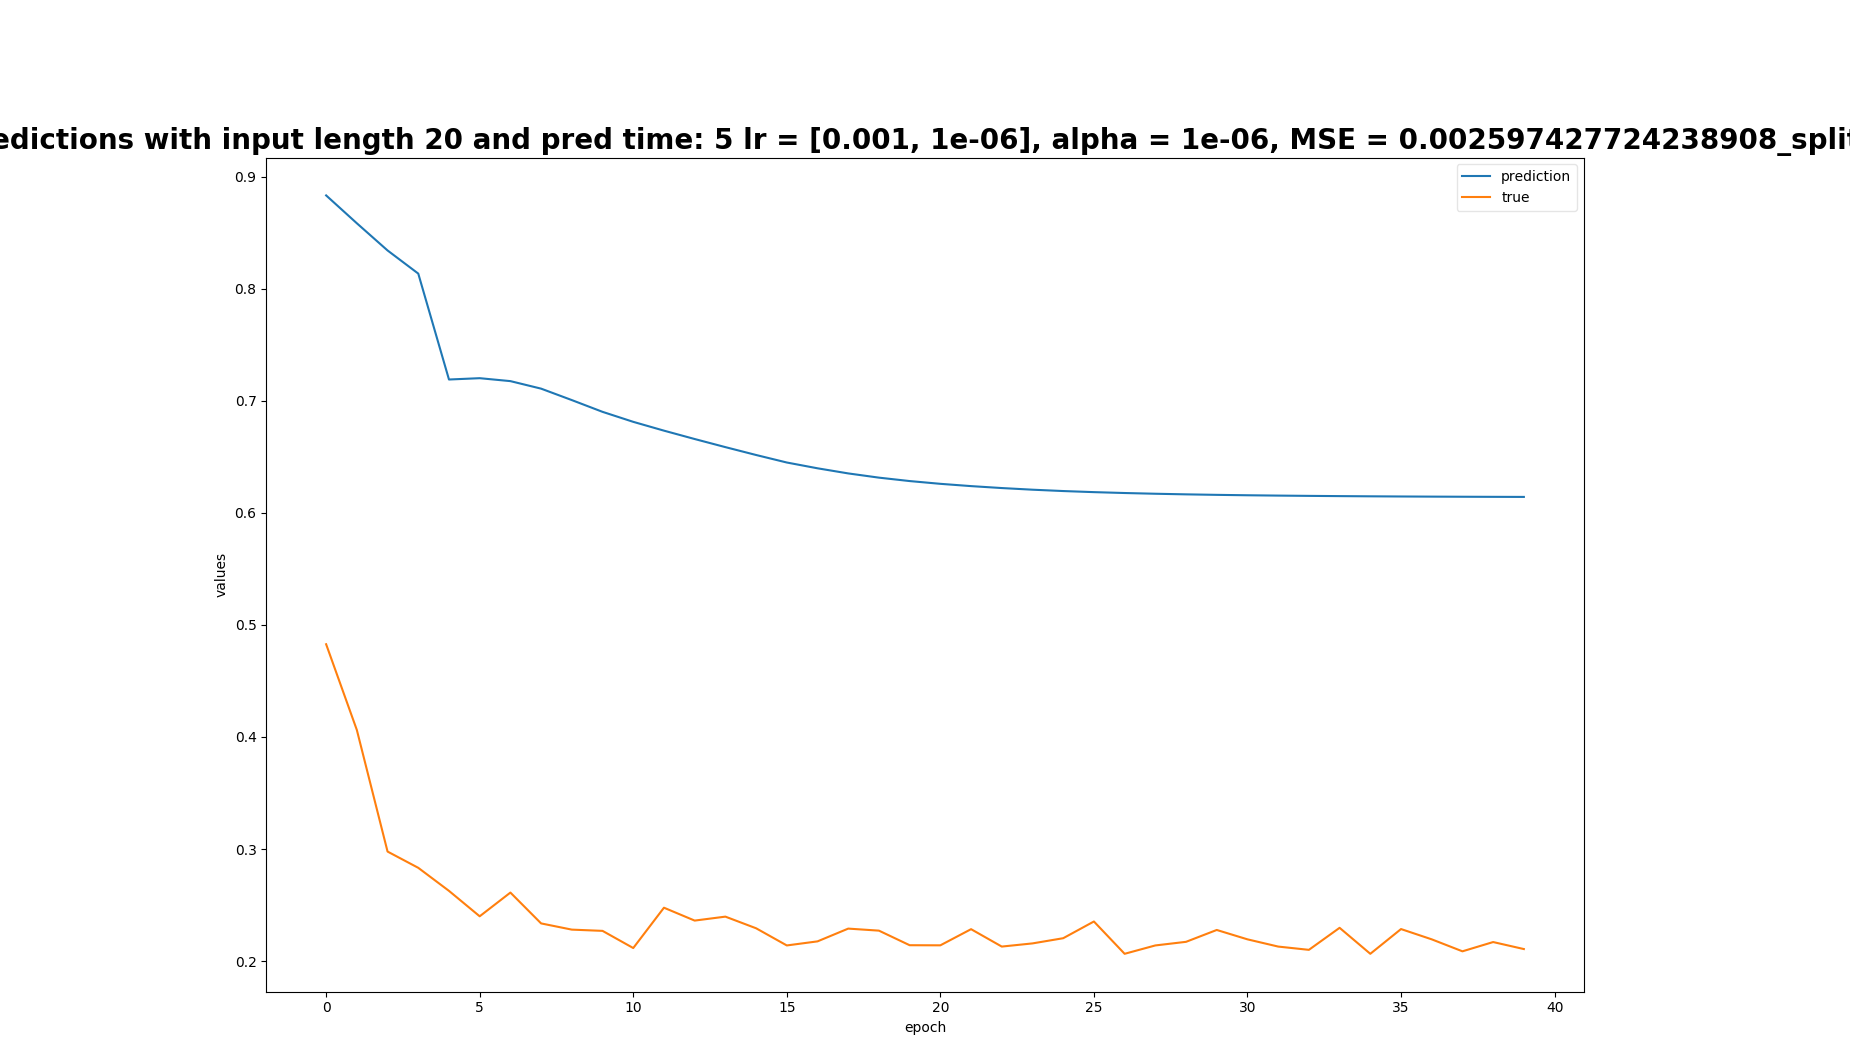 edictions with input length 20 and pred time: 5 lr = [0.001, 1e-06], alpha = 1e-06, MSE = 0.002597427724238908_split
prediction
true
0.9
0.8
0.7
0.6
0.5
0.4
0.3
0.2
values
0 5 10 15 20 25 30 35 40
epoch